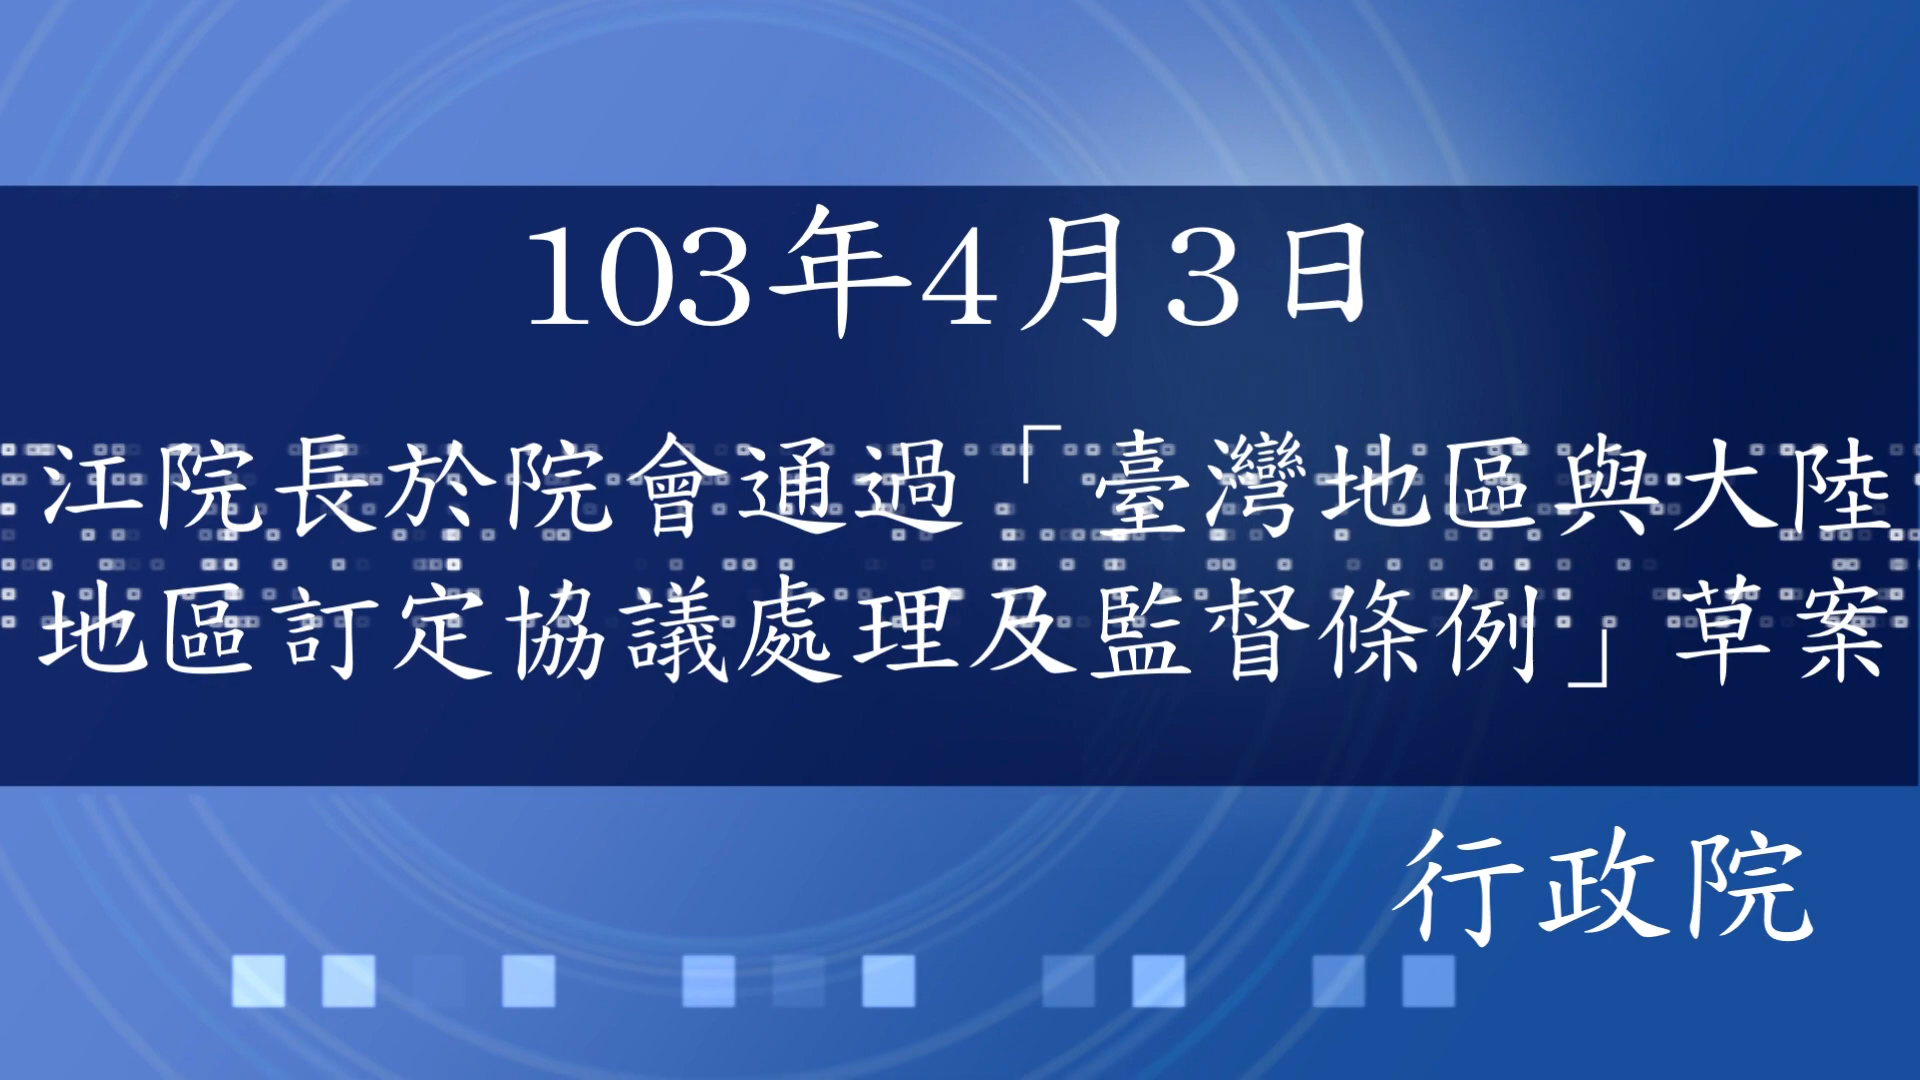 103年4月3日
江院長於院會通過「臺灣地區與大陸
地區訂定協議處理及監督條例」草案
行政院